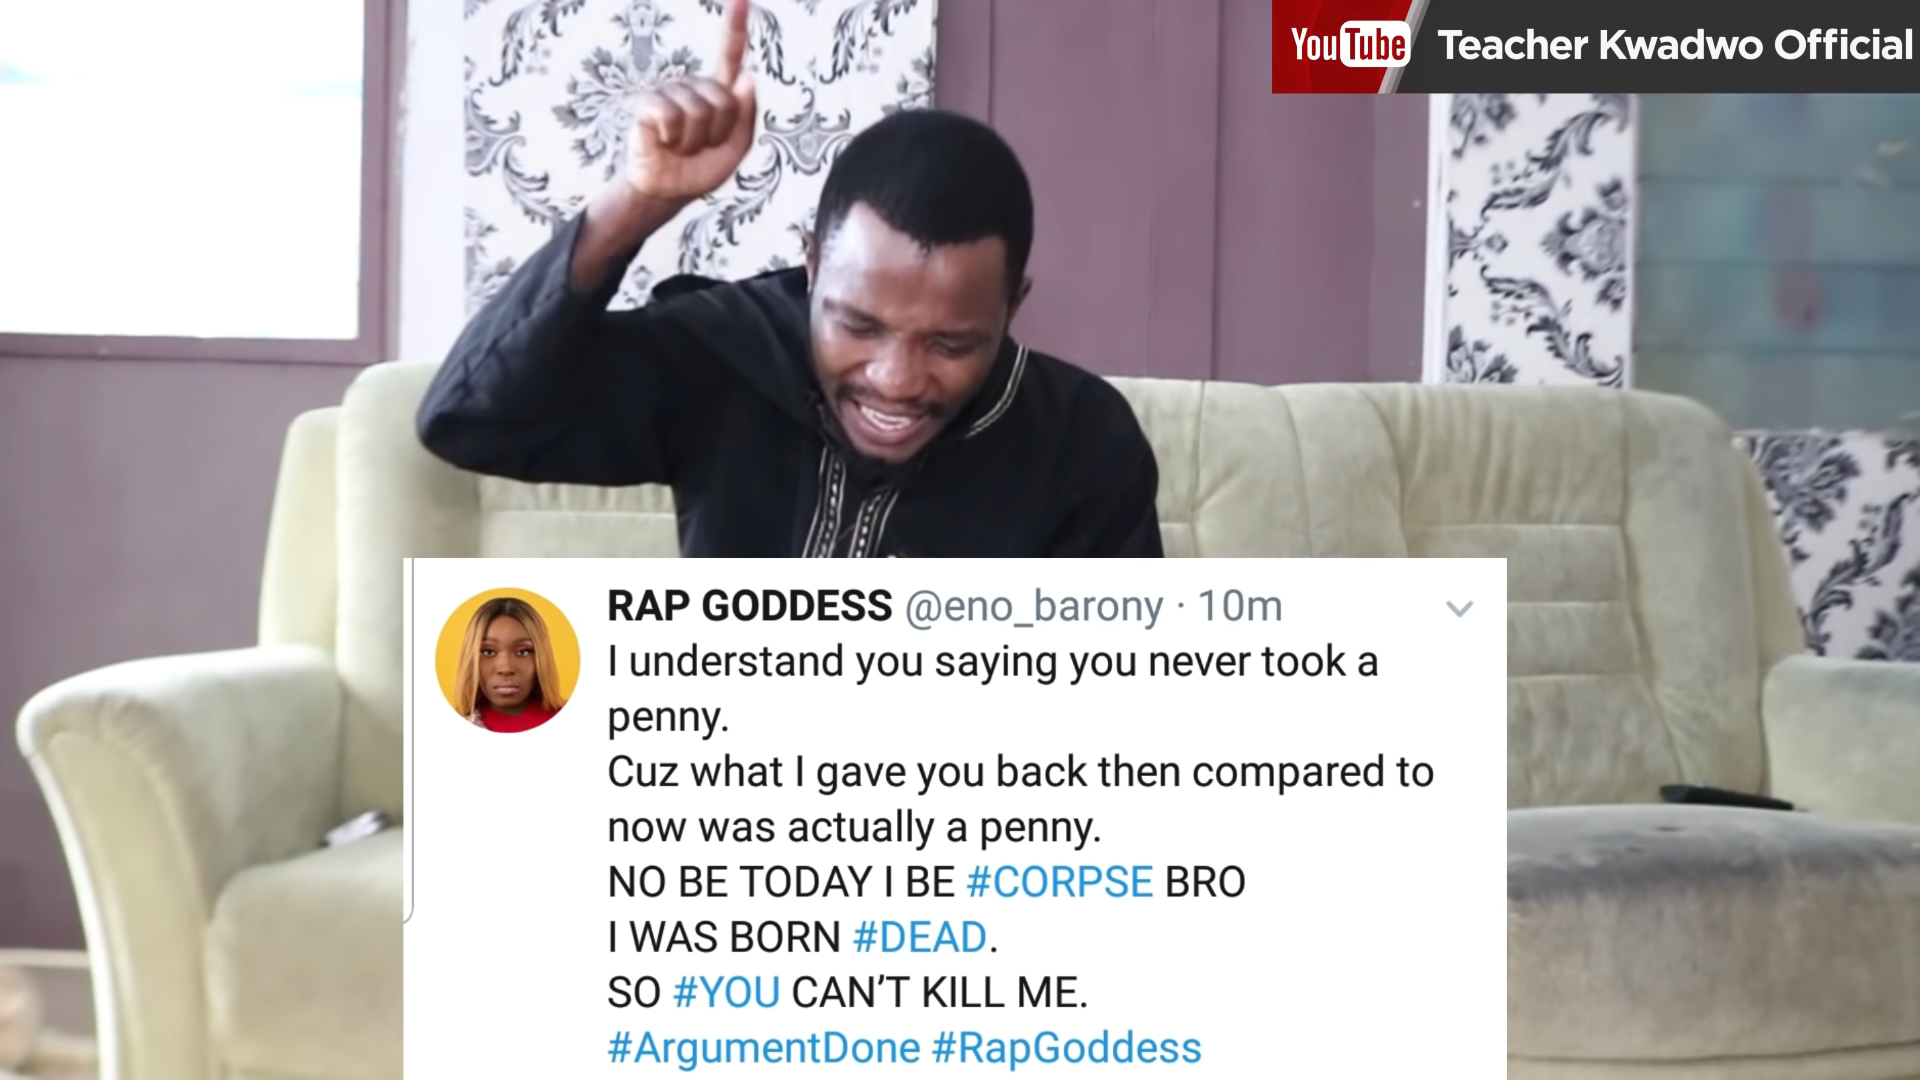 YouTube Teacher Kwadwo Official
RAP GODDESS @eno_barony · 10m
I understand you saying you never took a
penny.
Cuz what I gave you back then compared to
now was actually a penny.
NO BE TODAY I BE #CORPSE BRO
I WAS BORN #DEAD.
SO #YOU CAN’T KILL ME.
#ArgumentDone #RapGoddess